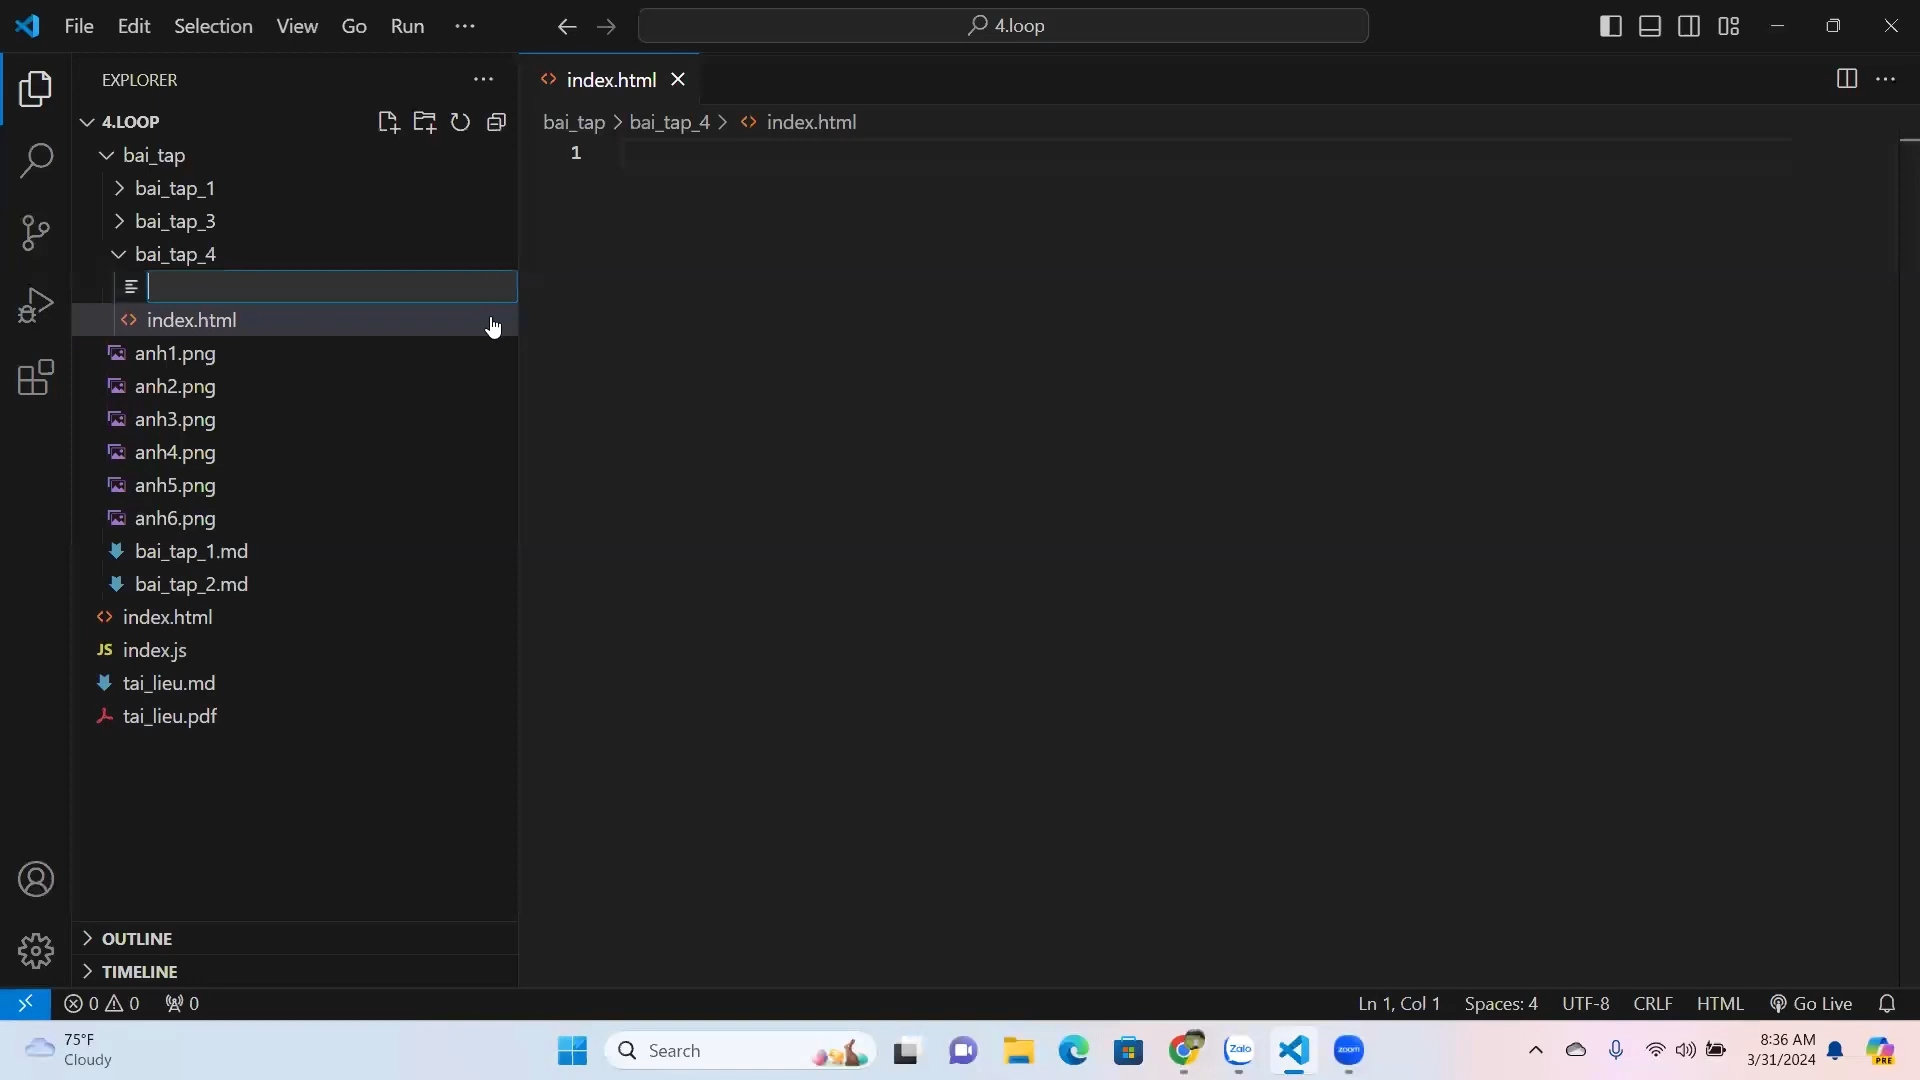 File Edit Selection View Go Run ···
4.loop
EXPLORER ···
index.html
4.LOOP
bai_tap > bai_tap_4 > index.html
1
bai_tap
bai_tap_1
bai_tap_3
bai_tap_4
index.html
anh1.png
anh2.png
anh3.png
anh4.png
anh5.png
anh6.png
bai_tap_1.md
bai_tap_2.md
index.html
JS index.js
tai_lieu.md
tai_lieu.pdf
OUTLINE
TIMELINE
0 0 0
Ln 1, Col 1 Spaces: 4 UTF-8 CRLF HTML Go Live
75°F
Cloudy
Search
Zalo
zoom
8:36 AM
3/31/2024
PRE